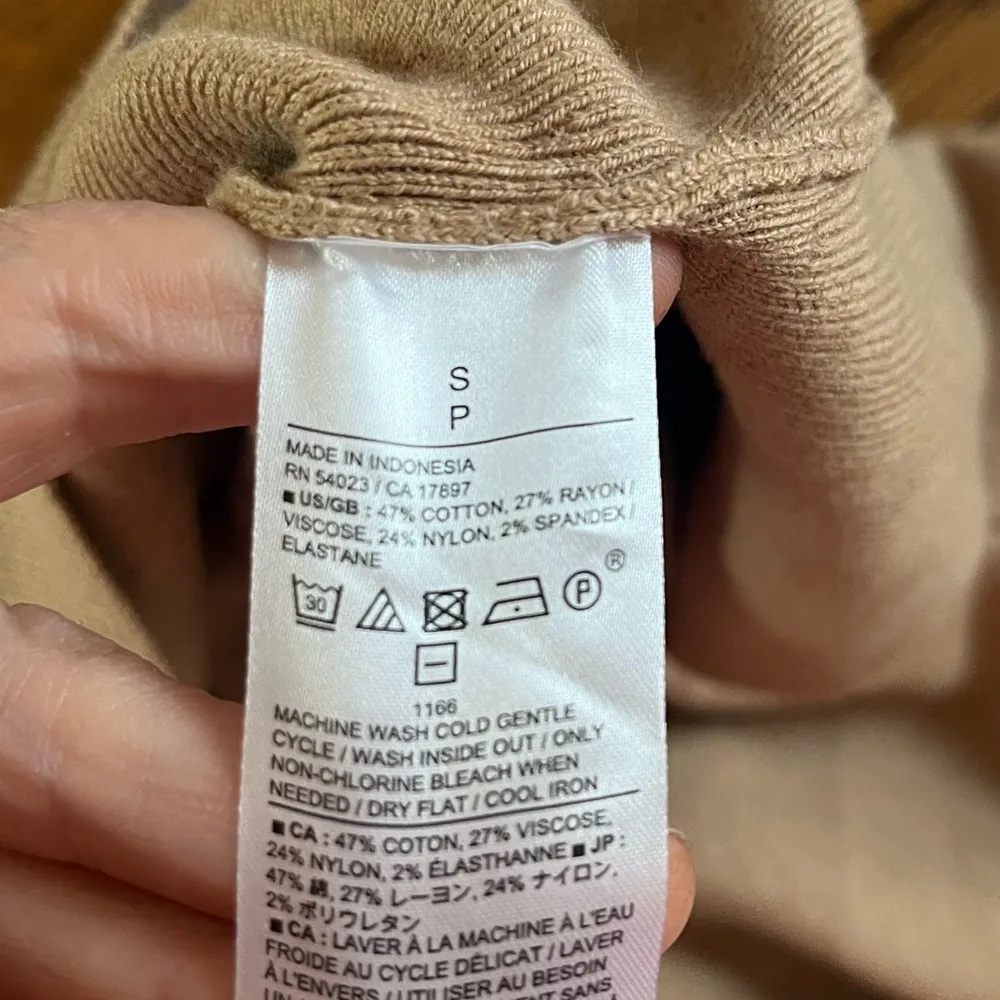 S
P
MADE IN INDONESIA
RN 54023 / CA 17897
■ US/GB : 47% COTTON, 27% RAYON /
VISCOSE, 24% NYLON, 2% SPANDEX /
ELASTANE
30 P ®
1166
MACHINE WASH COLD GENTLE
CYCLE / WASH INSIDE OUT / ONLY
NON-CHLORINE BLEACH WHEN
NEEDED / DRY FLAT / COOL IRON
■ CA : 47% COTON, 27% VISCOSE,
24% NYLON, 2% ÉLASTHANNE ■ JP :
47% 綿, 27% レーヨン, 24% ナイロン,
2% ポリウレタン
■ CA : LAVER À LA MACHINE À L'EAU
FROIDE AU CYCLE DÉLICAT / LAVER
À L'ENVERS / UTILISER AU BESOIN
SANS